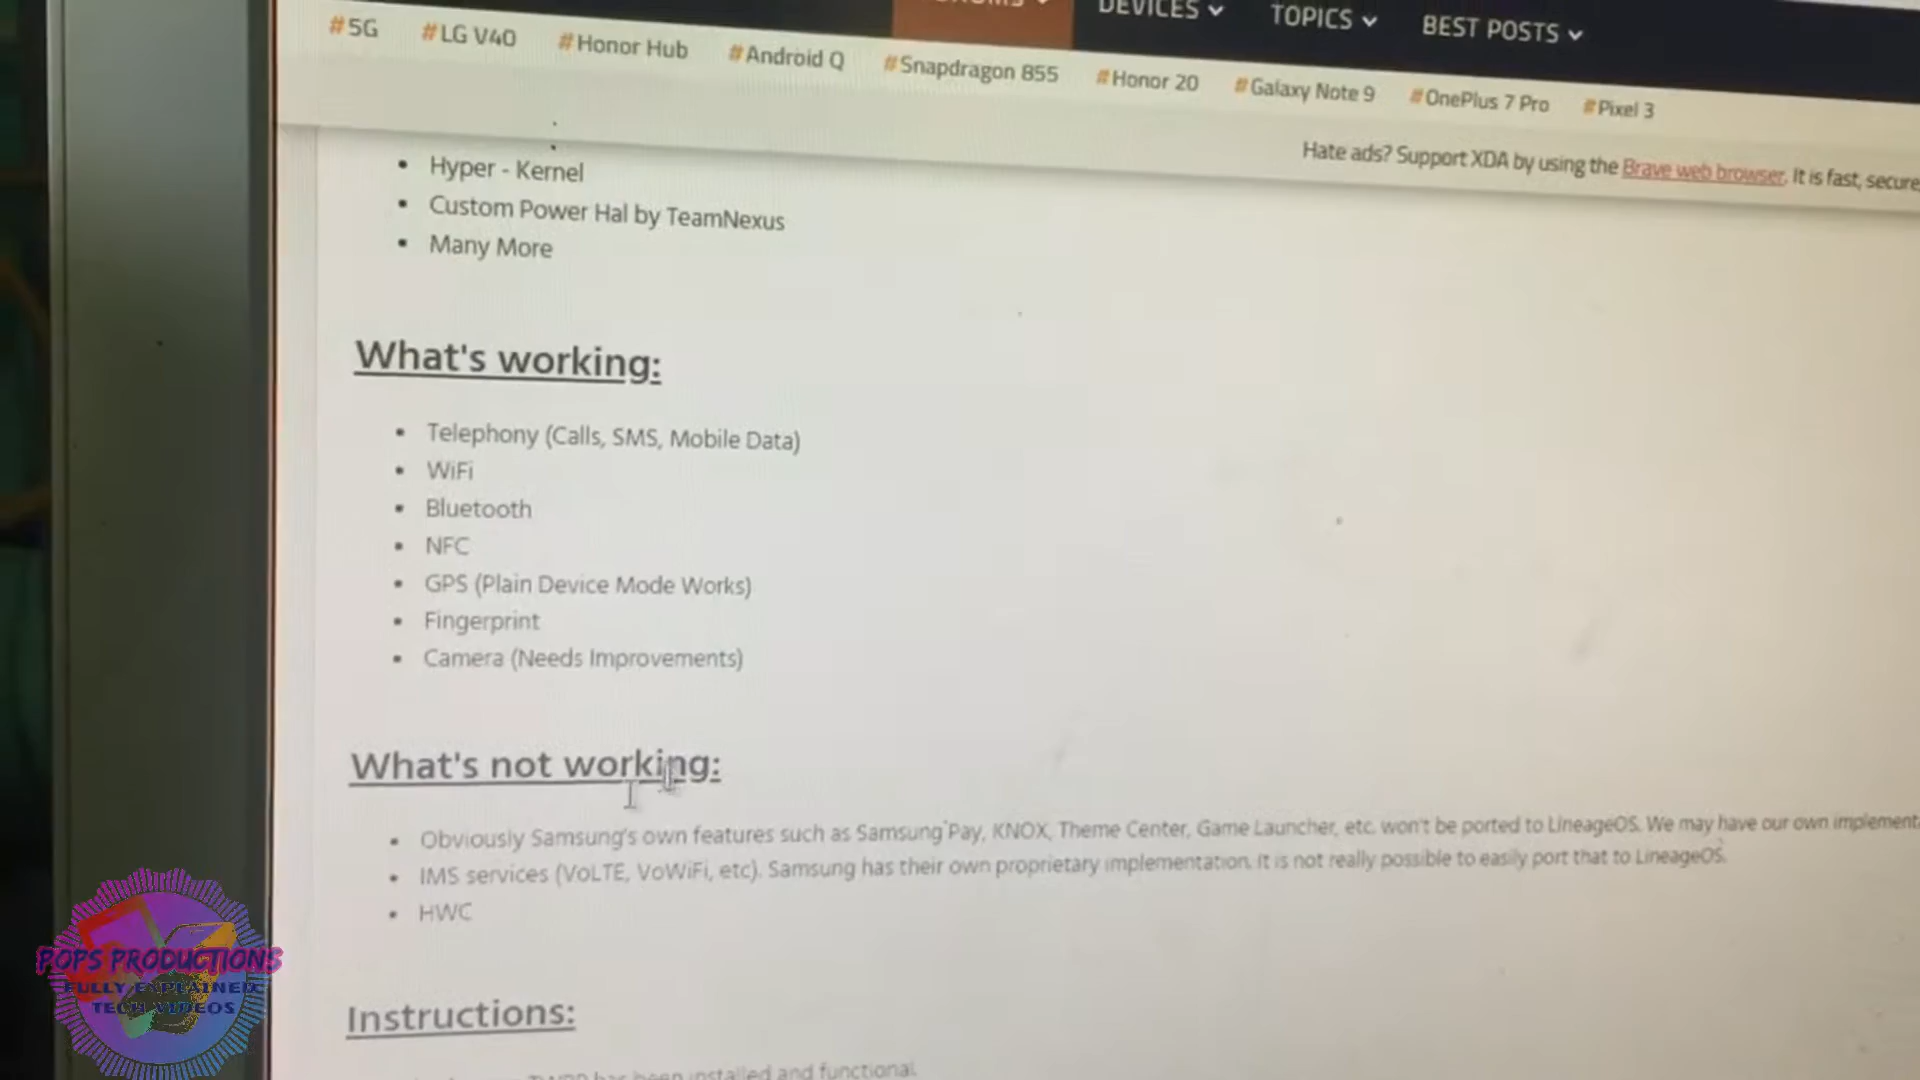 DEVICES
TOPICS
BEST POSTS
#5G
#LG V40
#Honor Hub
#Android Q
#Snapdragon 855
#Honor 20
#Galaxy Note 9
#OnePlus 7 Pro
#Pixel 3
Hate ads? Support XDA by using the Brave web browser. It is fast, secure,
• Hyper - Kernel
• Custom Power Hal by TeamNexus
• Many More
What's working:
• Telephony (Calls, SMS, Mobile Data)
• WiFi
• Bluetooth
• NFC
• GPS (Plain Device Mode Works)
• Fingerprint
• Camera (Needs Improvements)
What's not working:
• Obviously Samsung's own features such as Samsung Pay, KNOX, Theme Center, Game Launcher, etc. won't be ported to LineageOS. We may have our own
• IMS services (VoLTE, VoWiFi, etc). Samsung has their own proprietary implementation. It is not really possible to easily port that to LineageOS.
• HWC
Instructions:
TWRP has been installed and functional.
POPS PRODUCTIONS
FULLY EXPLAINED
TECH VIDEOS